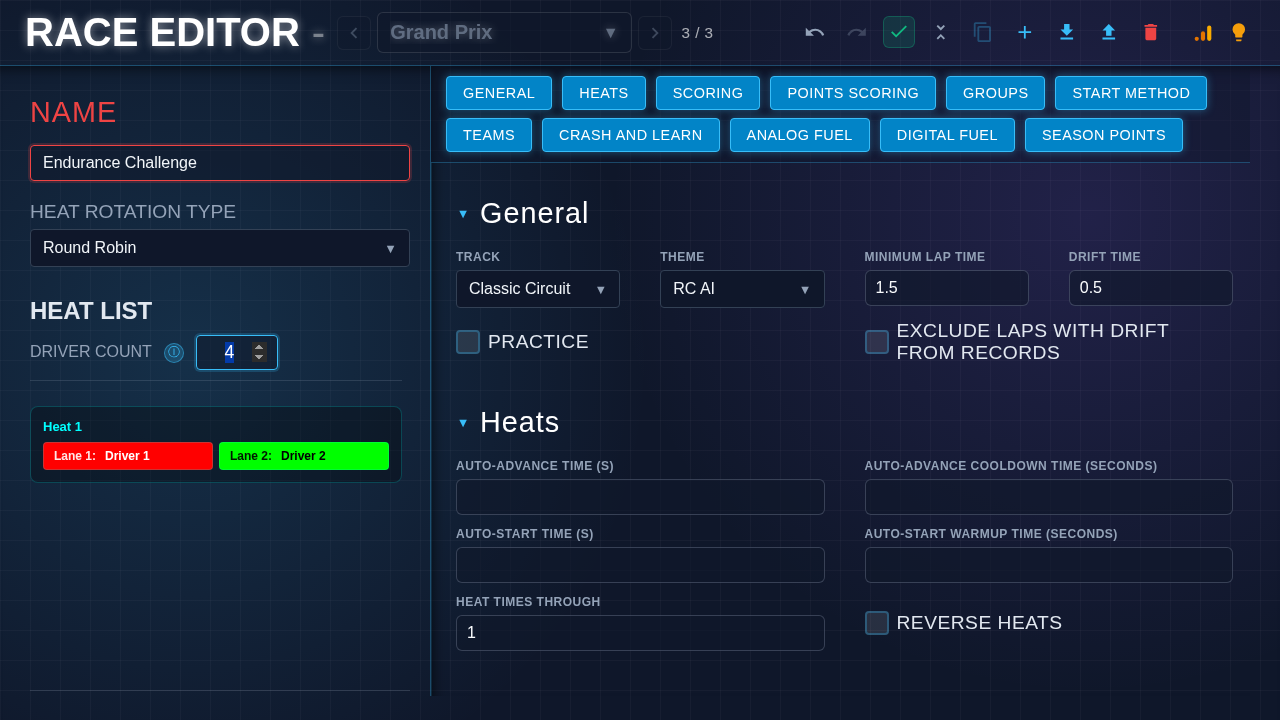 RACE EDITOR - Grand Prix 3 / 3
GENERAL HEATS SCORING POINTS SCORING GROUPS START METHOD
TEAMS CRASH AND LEARN ANALOG FUEL DIGITAL FUEL SEASON POINTS
NAME
Endurance Challenge
HEAT ROTATION TYPE
Round Robin
HEAT LIST
DRIVER COUNT 4
Heat 1
Lane 1: Driver 1 Lane 2: Driver 2
General
TRACK THEME MINIMUM LAP TIME DRIFT TIME
Classic Circuit RC AI 1.5 0.5
PRACTICE
EXCLUDE LAPS WITH DRIFT
FROM RECORDS
Heats
AUTO-ADVANCE TIME (S) AUTO-ADVANCE COOLDOWN TIME (SECONDS)
AUTO-START TIME (S) AUTO-START WARMUP TIME (SECONDS)
HEAT TIMES THROUGH
1
REVERSE HEATS